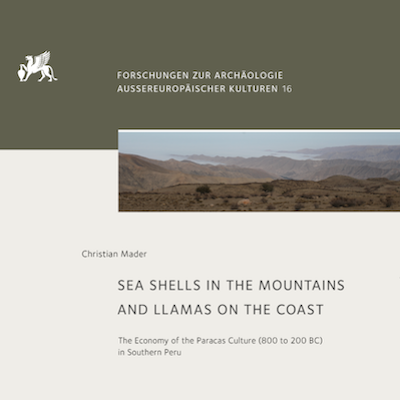 FORSCHUNGEN ZUR ARCHÄOLOGIE
AUSSEREUROPÄISCHER KULTUREN 16
Christian Mader
SEA SHELLS IN THE MOUNTAINS
AND LLAMAS ON THE COAST
The Economy of the Paracas Culture (800 to 200 BC)
in Southern Peru